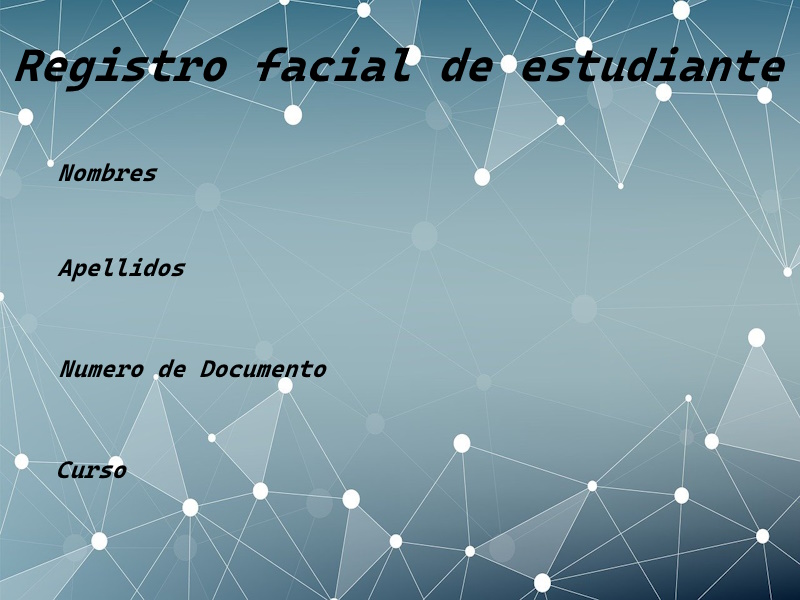 Registro facial de estudiante
Nombres
Apellidos
Numero de Documento
Curso